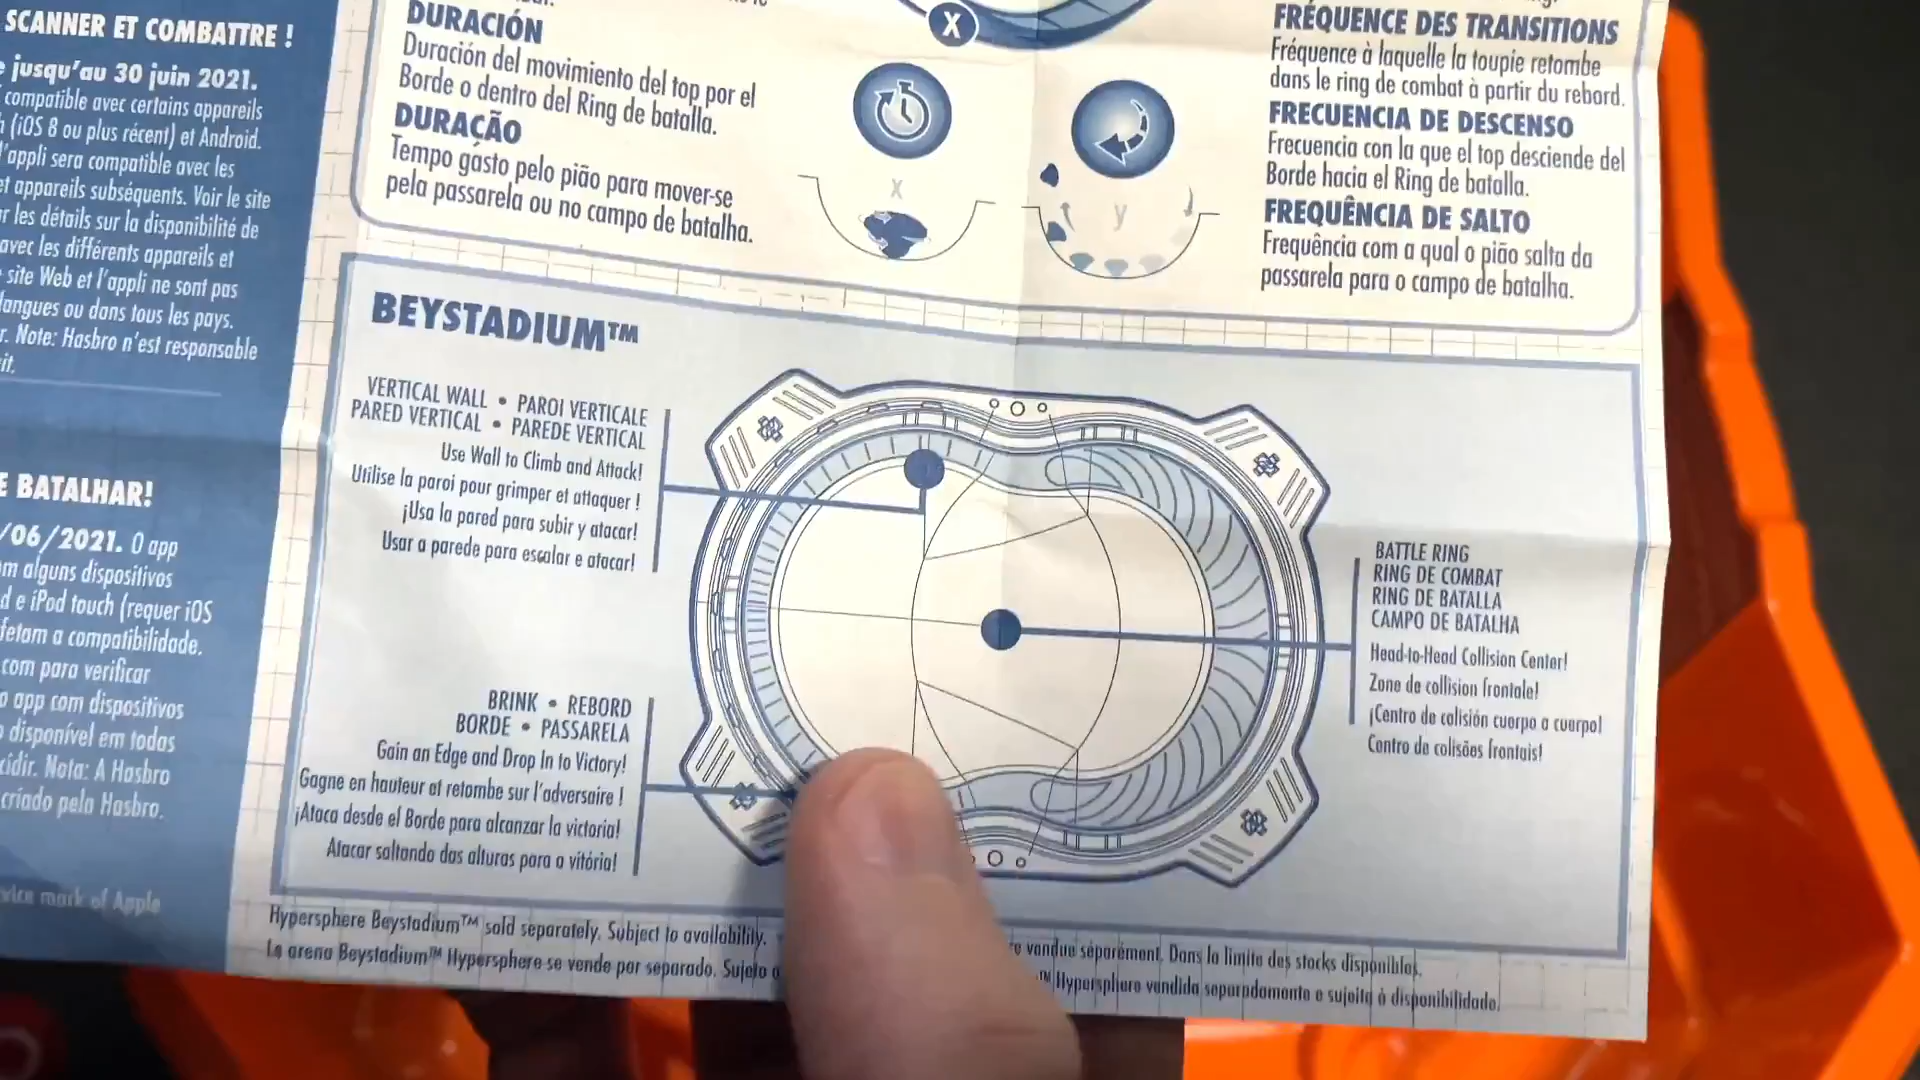 SCANNER ET COMBATTRE !
jusqu'au 30 juin 2021.
compatible avec certains appareils
(iOS 8 ou plus récent) et Android.
l'appli sera compatible avec les
et appareils subséquents. Voir le site
les détails sur la disponibilité de
avec les différents appareils et
site Web et l'appli ne sont pas
langues ou dans tous les pays.
r. Note: Hasbro n'est responsable
it.
E BATALHAR!
/06/2021. O app
m alguns dispositivos
d e iPod touch (requer iOS
fetam a compatibilidade.
com para verificar
o app com dispositivos
disponível em todas
cidir. Nota: A Hasbro
criado pela Hasbro.
vice mark of Apple
DURACIÓN
Duración del movimiento del top por el
Borde o dentro del Ring de batalla.
DURAÇÃO
Tempo gasto pelo pião para mover-se
pela passarela ou no campo de batalha.
X
X
y
FRÉQUENCE DES TRANSITIONS
Fréquence à laquelle la toupie retombe
dans le ring de combat à partir du rebord.
FRECUENCIA DE DESCENSO
Frecuencia con la que el top desciende del
Borde hacia el Ring de batalla.
FREQUÊNCIA DE SALTO
Frequência com a qual o pião salta da
passarela para o campo de batalha.
BEYSTADIUM™
VERTICAL WALL • PAROI VERTICALE
PARED VERTICAL • PAREDE VERTICAL
Use Wall to Climb and Attack!
Utilise la paroi pour grimper et attaquer !
¡Usa la pared para subir y atacar!
Usar a parede para escalar e atacar!
BRINK • REBORD
BORDE • PASSARELA
Gain an Edge and Drop In to Victory!
Gagne en hauteur et retombe sur l'adversaire !
¡Ataca desde el Borde para alcanzar la victoria!
Atacar saltando das alturas para a vitória!
BATTLE RING
RING DE COMBAT
RING DE BATALLA
CAMPO DE BATALHA
Head-to-Head Collision Center!
Zone de collision frontale!
¡Centro de colisión cuerpo a cuerpo!
Centro de colisões frontais!
Hypersphere Beystadium™ sold separately. Subject to availability.
vendue séparément. Dans la limite des stocks disponibles.
La arena Beystadium™ Hypersphere se vende por separado. Sujeto a
™ Hypersphere vendida separadamente e sujeita à disponibilidade.